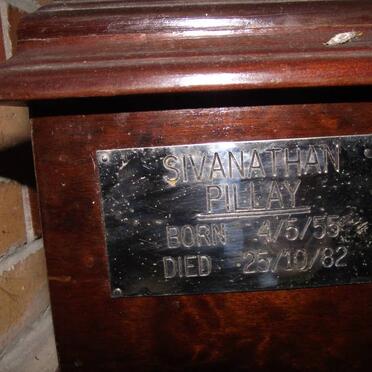 SIVANATHAN
PILLAY
BORN 4/5/55
DIED 25/10/82